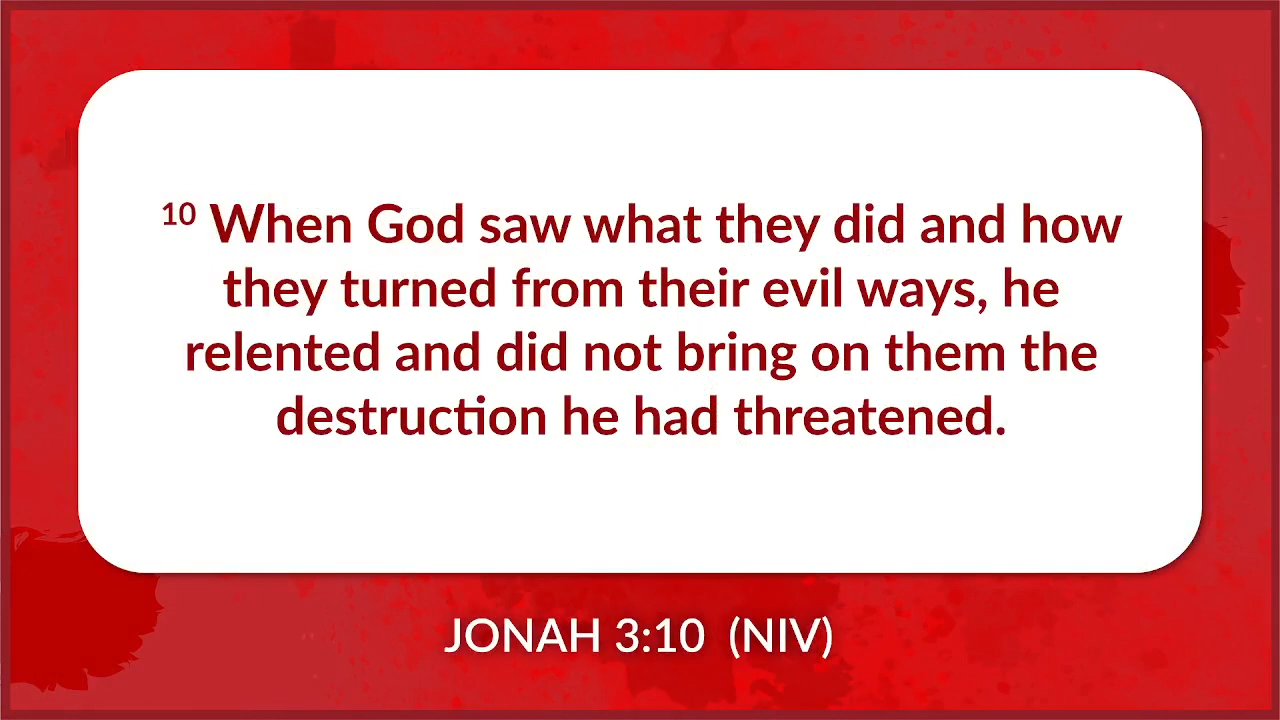 10 When God saw what they did and how
they turned from their evil ways, he
relented and did not bring on them the
destruction he had threatened.
JONAH 3:10 (NIV)